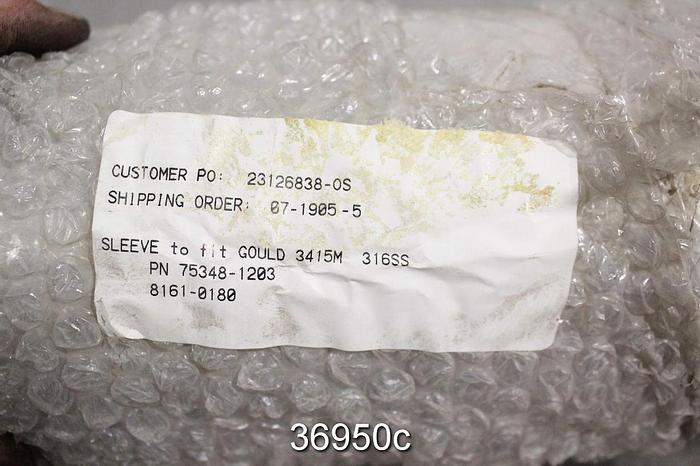 CUSTOMER PO: 23126838-OS
SHIPPING ORDER: 07-1905-5
SLEEVE to fit GOULD 3415M 316SS
PN 75348-1203
8161-0180
36950c